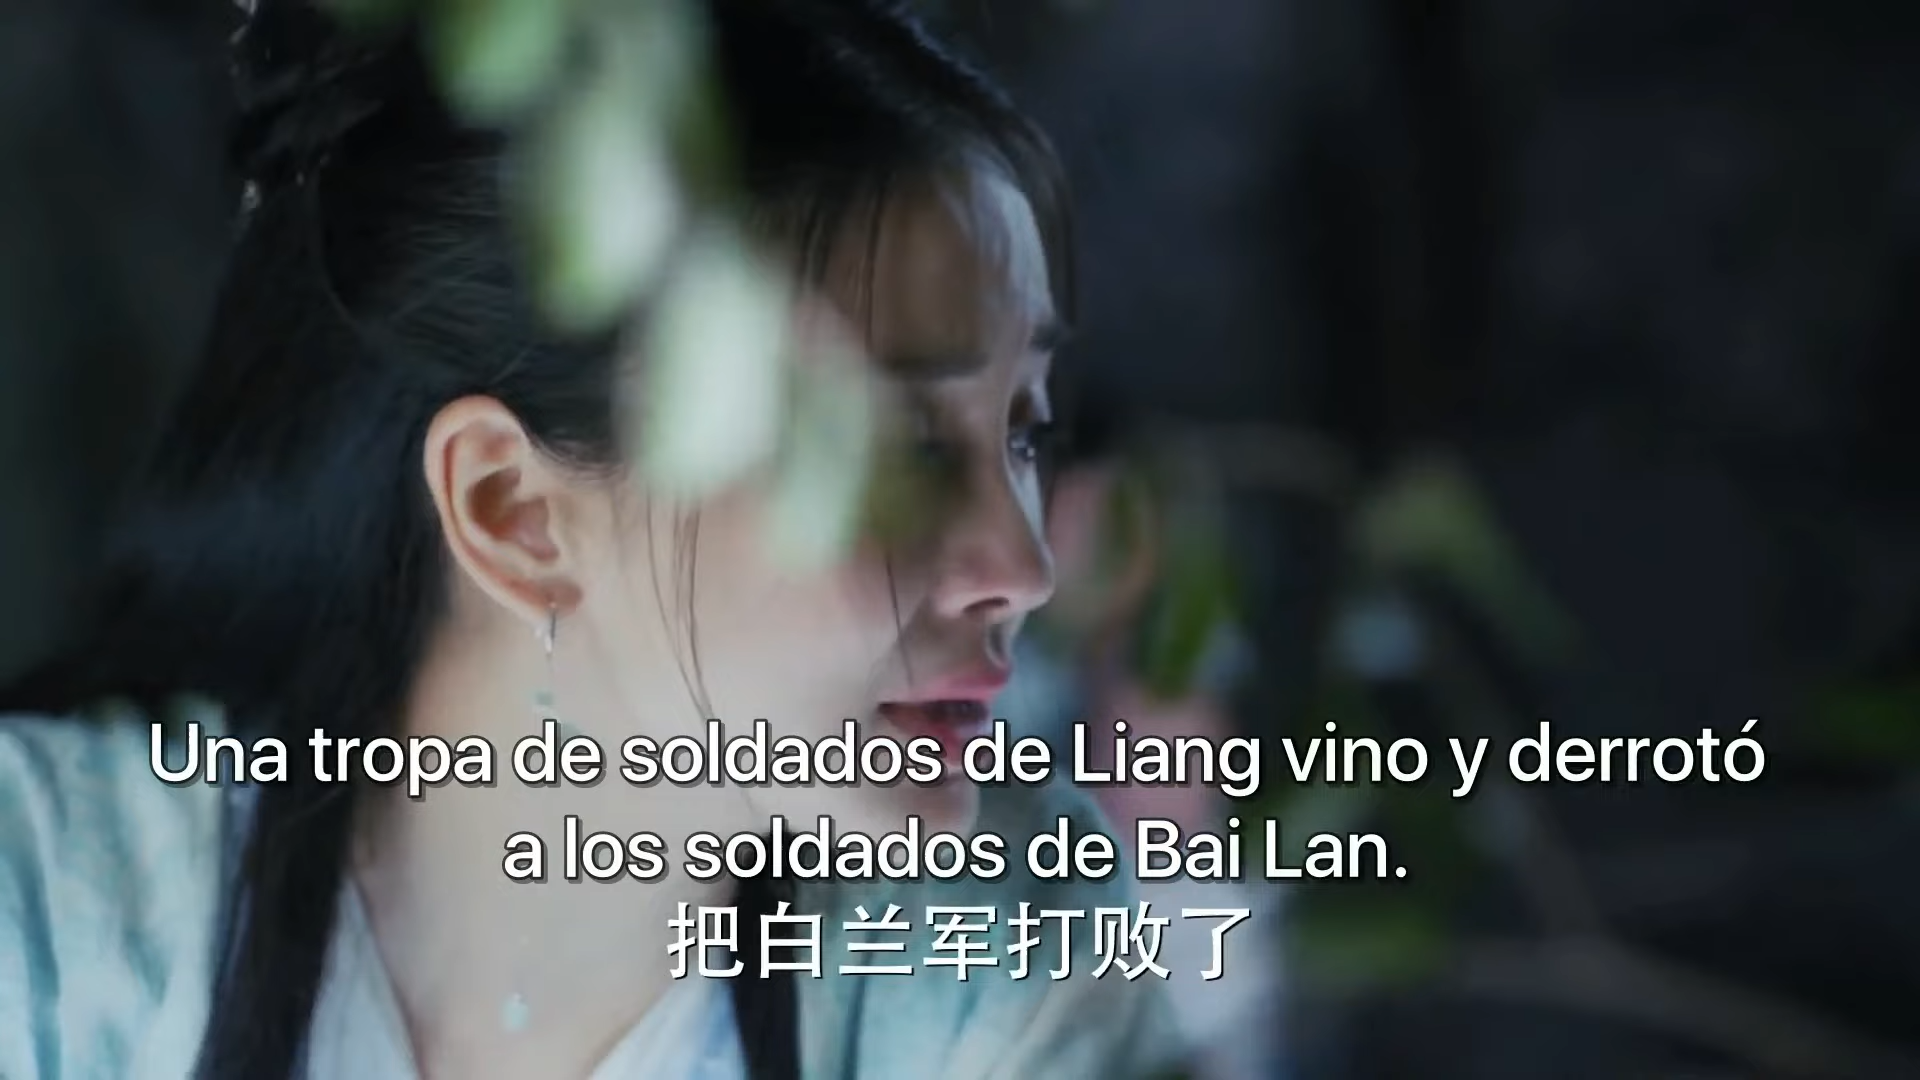 Una tropa de soldados de Liang vino y derrotó
a los soldados de Bai Lan.
把白兰军打败了